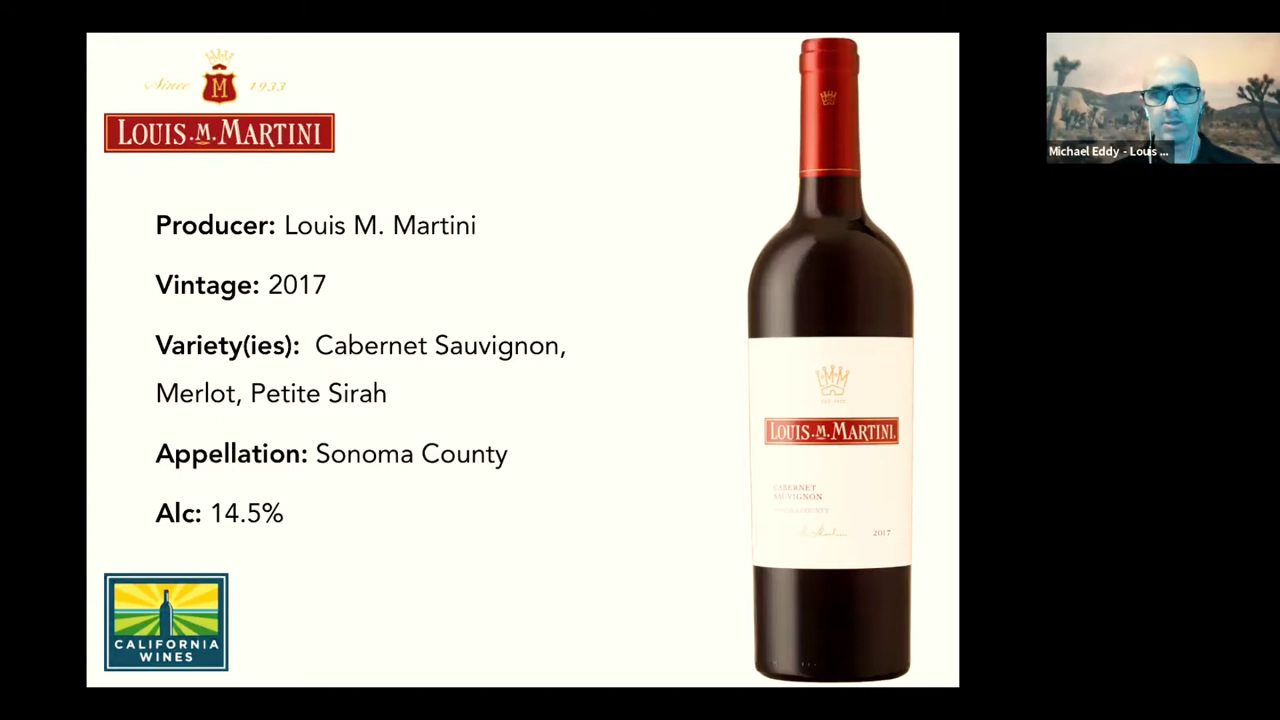 Since 1933
M
LOUIS M. MARTINI
Producer: Louis M. Martini
Vintage: 2017
Variety(ies): Cabernet Sauvignon,
Merlot, Petite Sirah
Appellation: Sonoma County
Alc: 14.5%
CALIFORNIA
WINES
LOUIS M. MARTINI
CABERNET
SAUVIGNON
2017
Michael Eddy - Louis ...